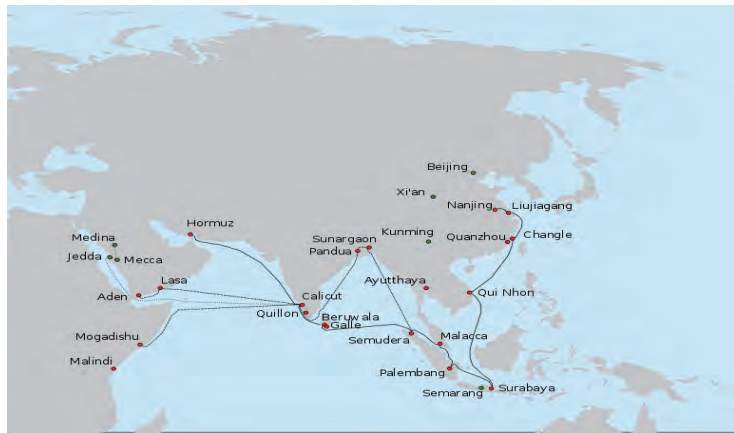 Beijing
Xi'an
Nanjing
Liujiagang
Hormuz
Kunming
Quanzhou
Changle
Medina
Sunargaon
Pandua
Jedda
Mecca
Lasa
Ayutthaya
Aden
Calicut
Qui Nhon
Quillon
Beruwala
Galle
Mogadishu
Semudera
Malacca
Malindi
Palembang
Semarang
Surabaya